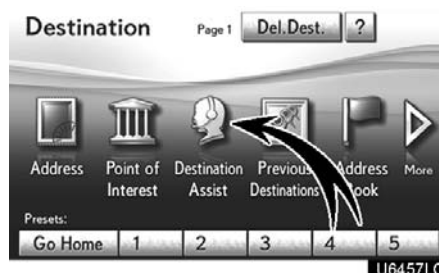 Destination Page 1 Del.Dest. ?
Address Point of Interest Destination Assist Previous Destinations Address Book More
Presets:
Go Home 1 2 3 4 5
U6457LC